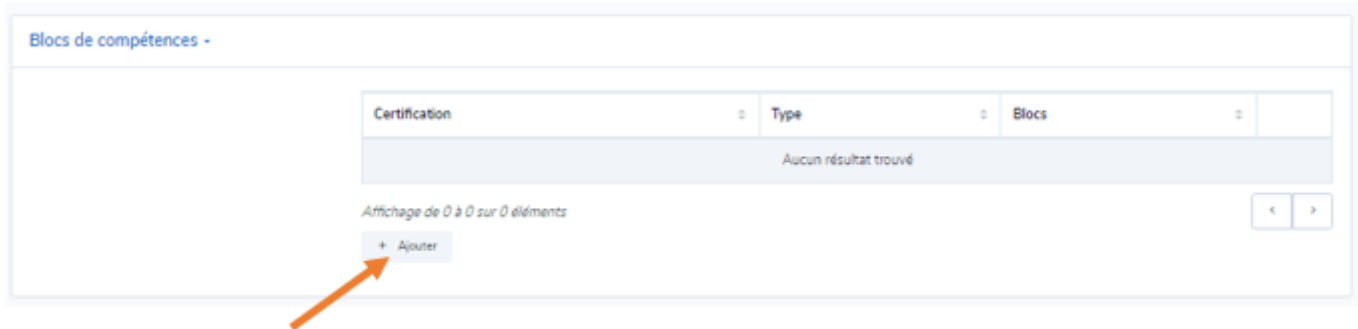 Blocs de compétences
Certification Type Blocs
Aucun résultat trouvé
Affichage de 0 à 0 sur 0 éléments
< >
+ Ajouter